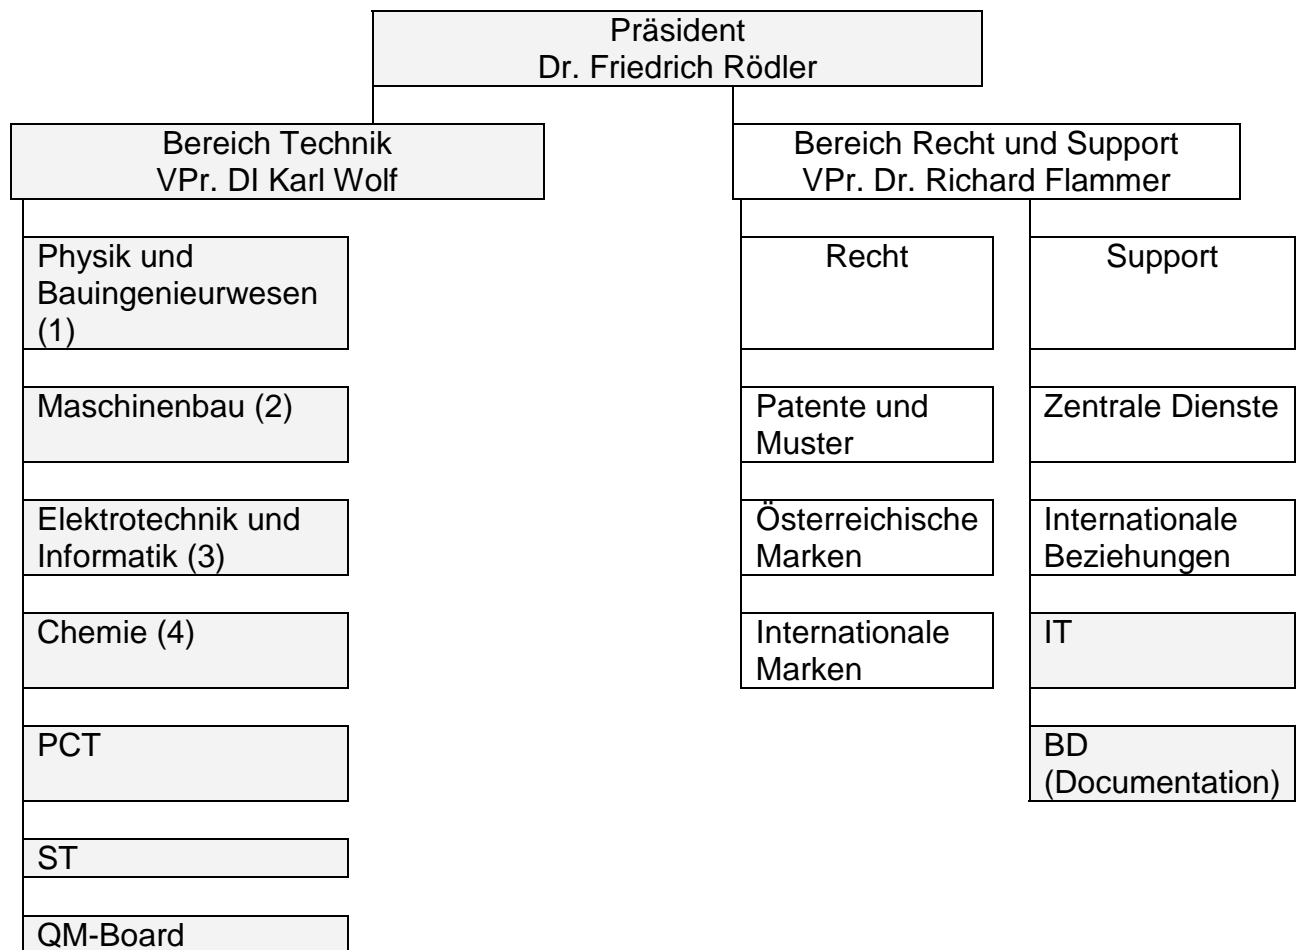 Präsident
Dr. Friedrich Rödler
Bereich Technik
VPr. DI Karl Wolf
Bereich Recht und Support
VPr. Dr. Richard Flammer
Physik und
Bauingenieurwesen
(1)
Maschinenbau (2)
Elektrotechnik und
Informatik (3)
Chemie (4)
PCT
ST
QM-Board
Recht
Patente und
Muster
Österreichische
Marken
Internationale
Marken
Support
Zentrale Dienste
Internationale
Beziehungen
IT
BD
(Documentation)